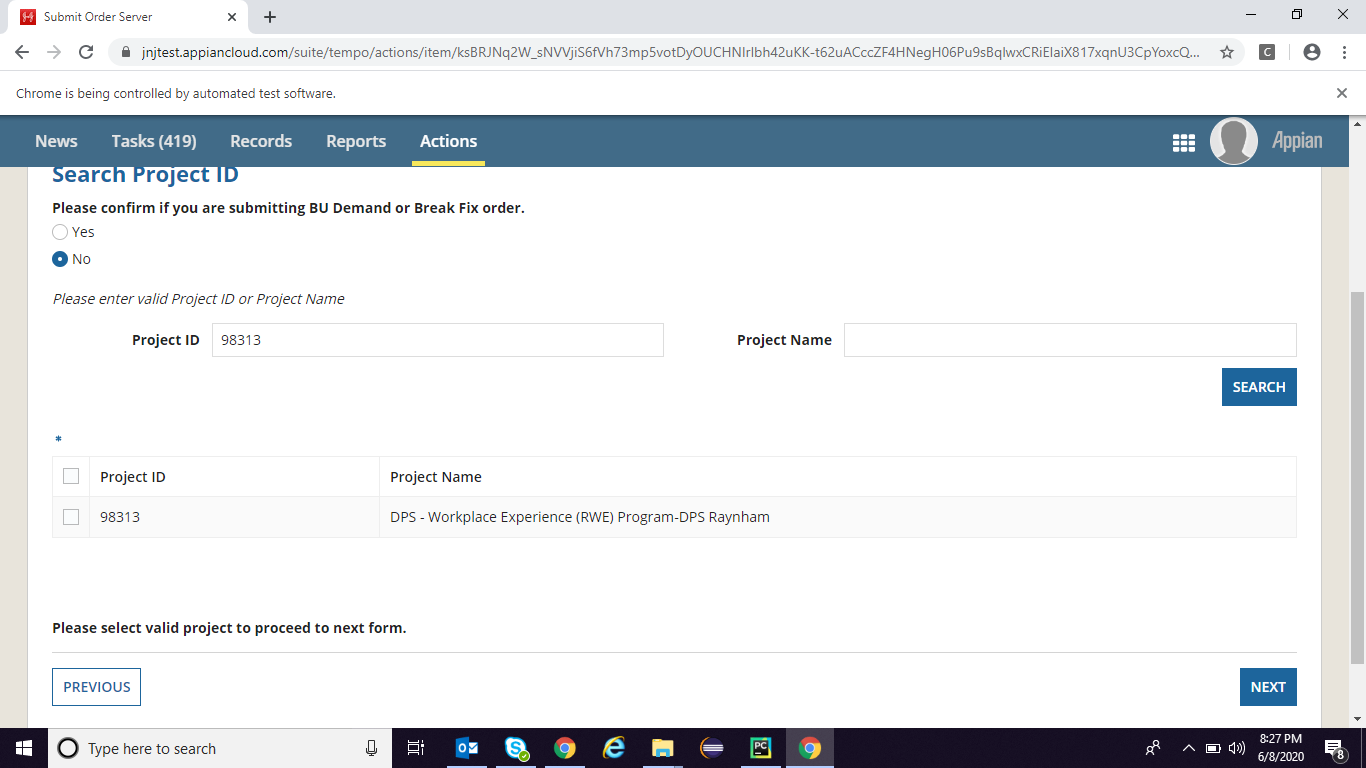 Submit Order Server
jnjtest.appiancloud.com/suite/tempo/actions/item/ksBRJNq2W_sNVVjiS6fVh73mp5votDyOUCHNIrlbh42uKK-t62uACccZF4HNegH06Pu9sBqlwxCRiElaiX817xqnU3CpYoxcQ...
C
Chrome is being controlled by automated test software.
News Tasks (419) Records Reports Actions Appian
Search Project ID
Please confirm if you are submitting BU Demand or Break Fix order.
Yes
No
Please enter valid Project ID or Project Name
Project ID 98313 Project Name
SEARCH
*
Project ID Project Name
98313 DPS - Workplace Experience (RWE) Program-DPS Raynham
Please select valid project to proceed to next form.
PREVIOUS NEXT
Type here to search
PC
8:27 PM
6/8/2020
8